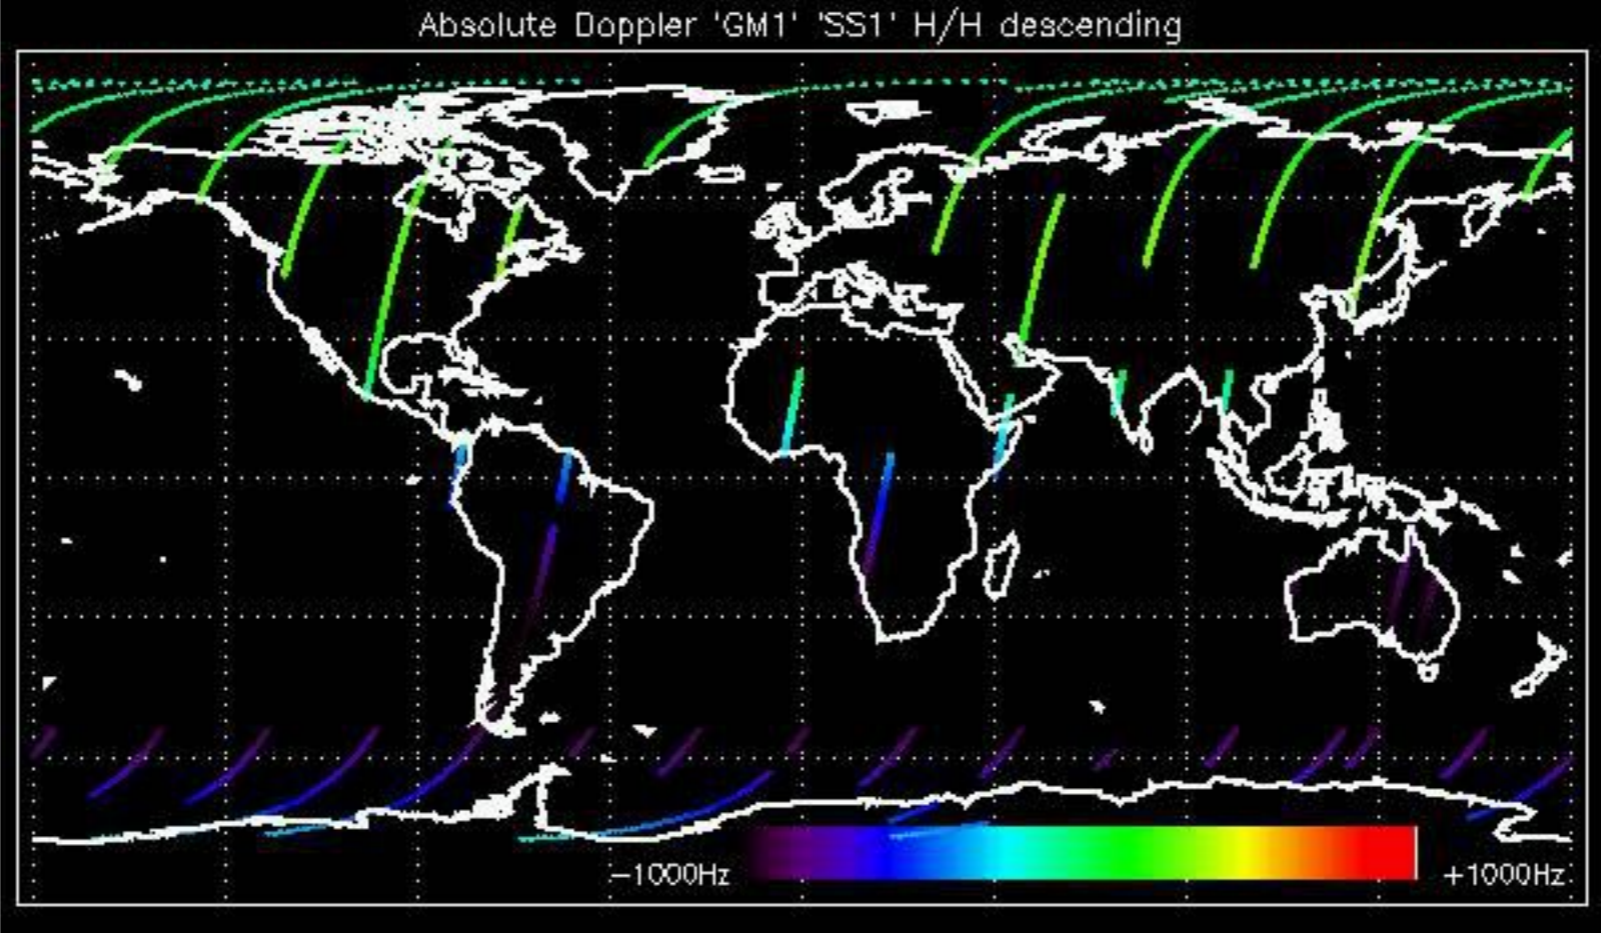 Absolute Doppler 'GM1' 'SS1' H/H descending
−1000Hz +1000Hz